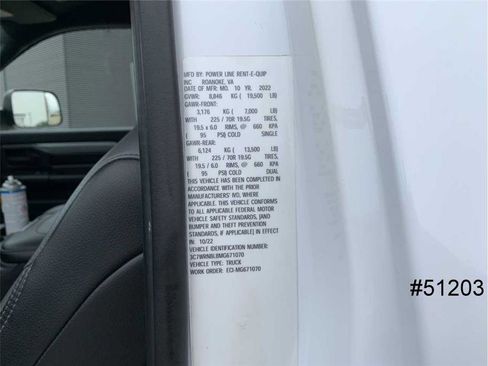 MFD BY: POWER LINE RENT-E-QUIP
INC ROANOKE, VA
DATE OF MFR: MO. 10 YR. 2022
GVWR: 8,846 KG ( 19,500 LB)
GAWR-FRONT:
3,176 KG ( 7,000 LB)
WITH 225 / 70R 19.5G TIRES,
19.5 x 6.0 RIMS, @ 660 KPA
( 95 PSI) COLD SINGLE
GAWR-REAR:
6,124 KG ( 13,500 LB)
WITH 225 / 70R 19.5G TIRES,
19.5 / 6.0 RIMS, @ 660 KPA
( 95 PSI) COLD DUAL
THIS VEHICLE HAS BEEN COMPLETED IN
ACCORDANCE WITH THE PRIOR
MANUFACTURERS' IVD, WHERE
APPLICABLE. THIS VEHICLE CONFORMS
TO ALL APPLICABLE FEDERAL MOTOR
VEHICLE SAFETY STANDARDS, [AND
BUMPER AND THEFT PREVENTION
STANDARDS, IF APPLICABLE] IN EFFECT
IN: 10/22
VEHICLE IDENTIFICATION NUMBER:
3C7WRNBL8MG671070
VEHICLE TYPE: TRUCK
WORK ORDER: ECI-MG671070
#51203